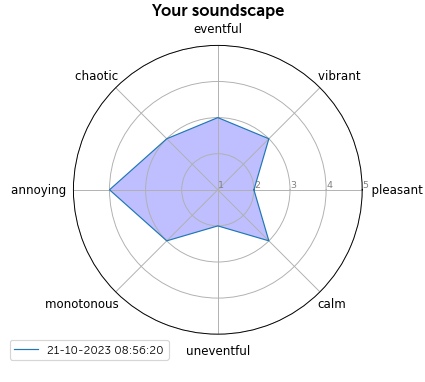 Your soundscape
eventful
chaotic
vibrant
annoying
1 2 3 4 5
pleasant
monotonous
calm
uneventful
21-10-2023 08:56:20